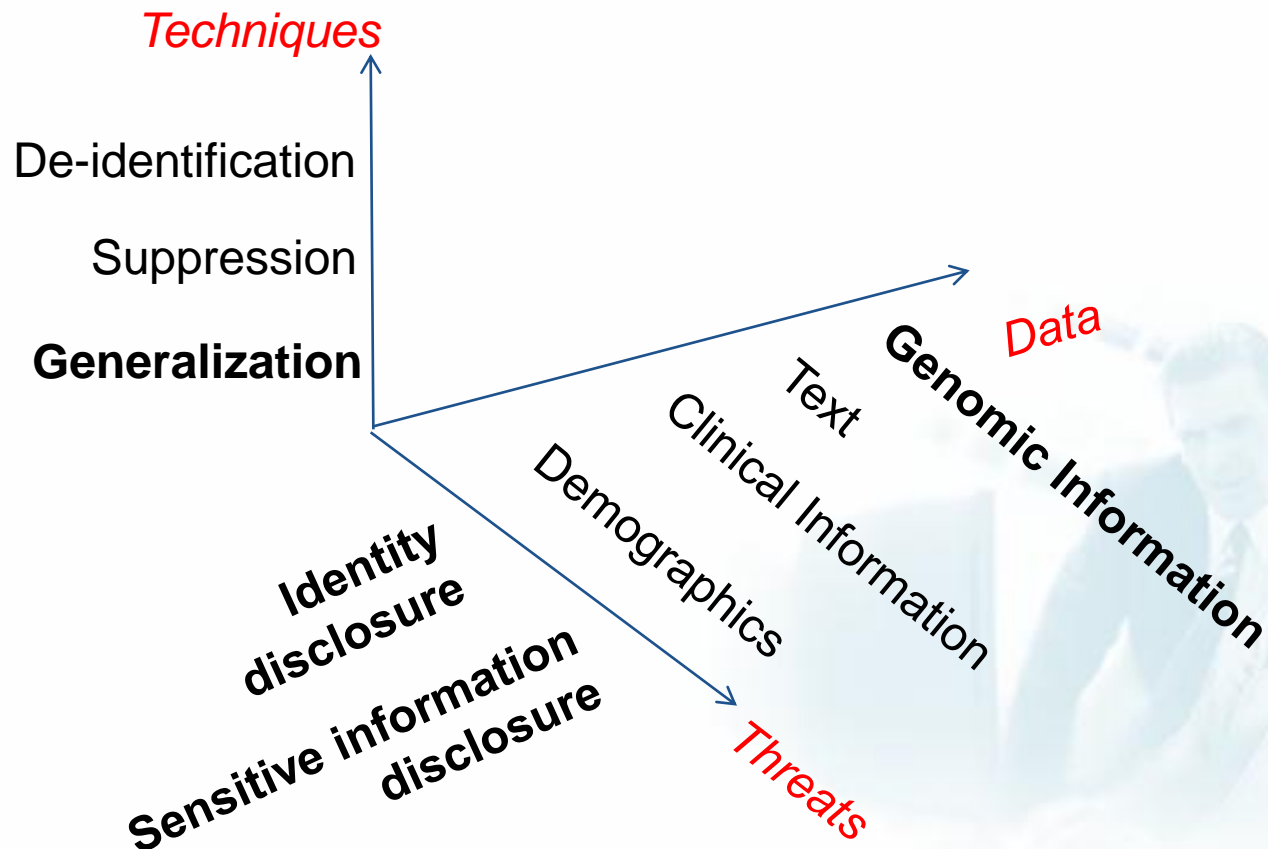 Techniques
De-identification
Suppression
Generalization
Data
Genomic Information
Text
Clinical Information
Demographics
Identity
disclosure
Sensitive information
disclosure
Threats